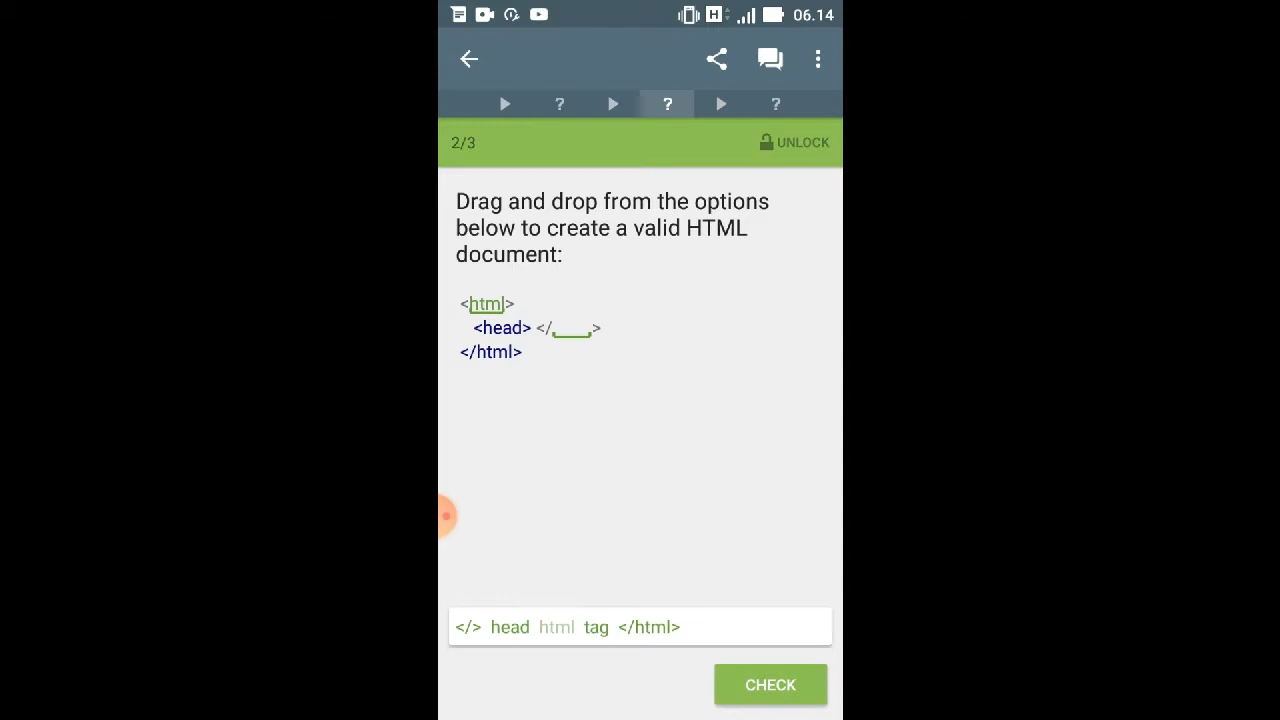 H 06.14
? ? ?
2/3 UNLOCK
Drag and drop from the options
below to create a valid HTML
document:
<html>
<head> </____>
</html>
</> head html tag </html>
CHECK